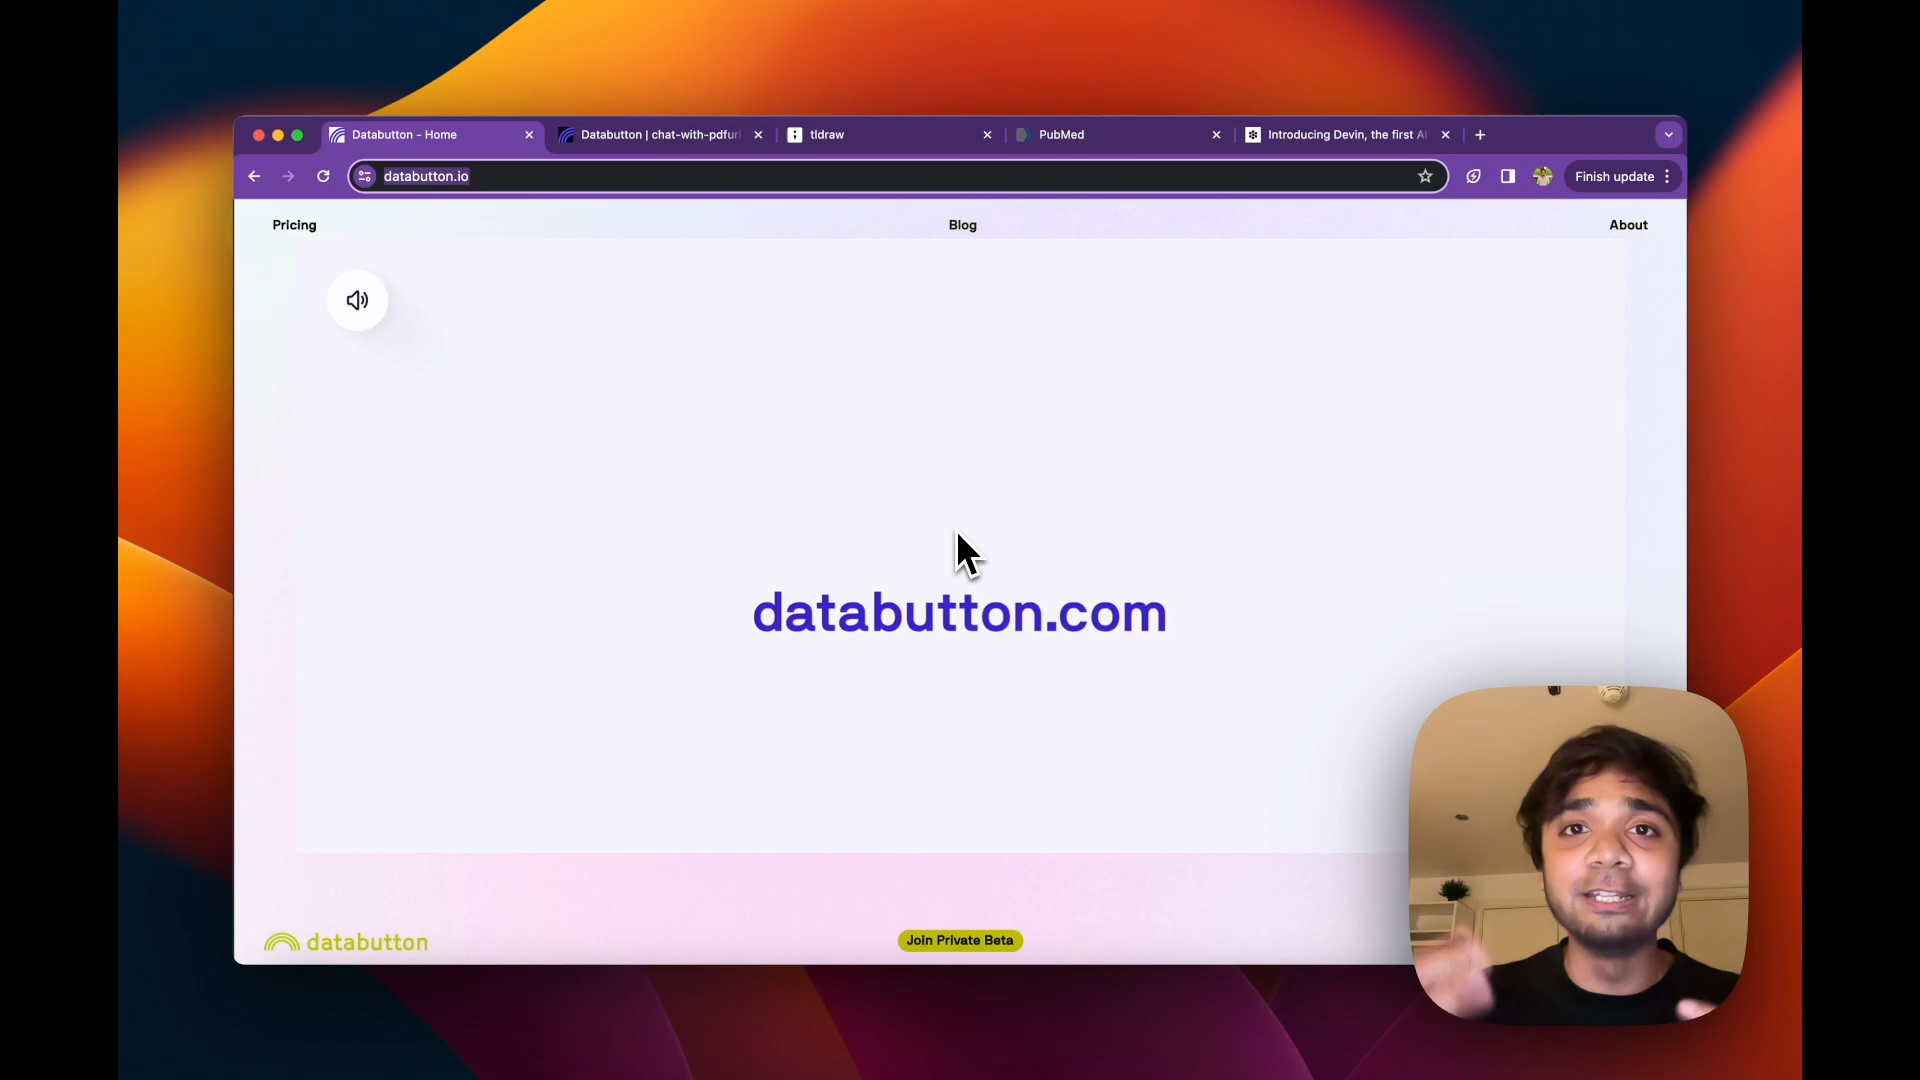 Databutton - Home
Databutton | chat-with-pdfurl
tldraw
PubMed
Introducing Devin, the first AI
databutton.io
Finish update
Pricing
Blog
About
databutton.com
databutton
Join Private Beta